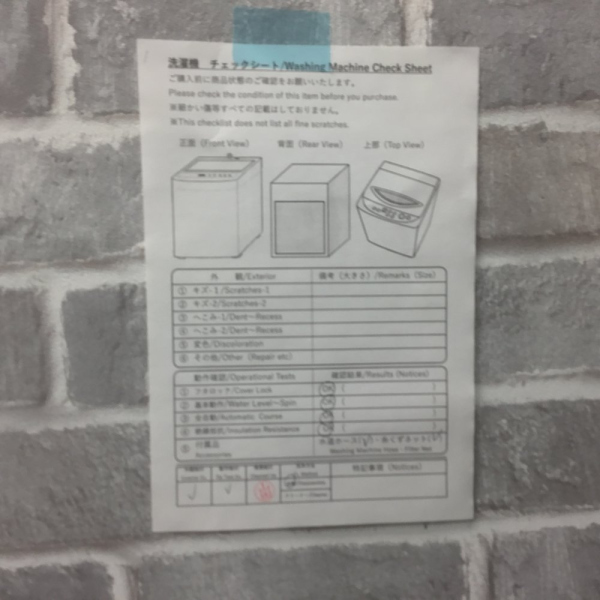 洗濯機 チェックシート/Washing Machine Check Sheet
ご購入前に商品状態のご確認をお願いいたします。
Please check the condition of this item before you purchase.
※細かい傷等すべての記載はしておりません。
※This checklist does not list all fine scratches.
正面 (Front View) 背面 (Rear View) 上部 (Top View)
外 観/Exterior 備考 (大きさ) /Remarks (Size)
① キズ-1/Scratches-1
② キズ-2/Scratches-2
③ へこみ-1/Dent～Recess
④ へこみ-2/Dent～Recess
⑤ 変色/Discoloration
⑥ その他/Other (Repair etc)
動作確認/Operational Tests 確認結果/Results (Notices)
① フタロック/Cover Lock OK ( )
② 基本動作/Water Level～Spin OK ( )
③ 全自動/Automatic Course OK ( )
④ 絶縁抵抗/Insulation Resistance OK ( )
⑤ 付属品 Accessories
Washing Machine Hose
特記事項 (Notices)